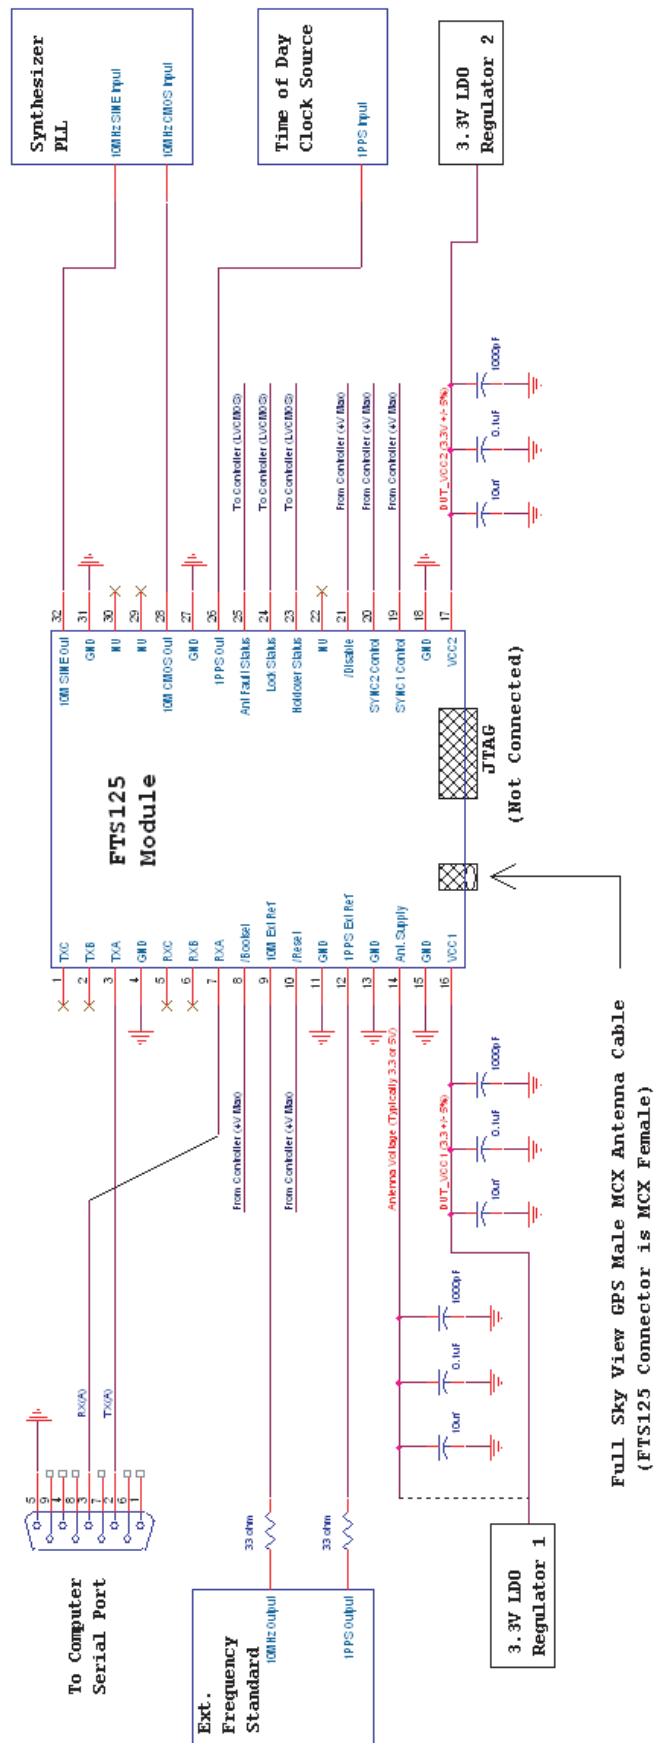 To Computer
Serial Port
5
9
4
8
3
7
2
6
1
RX(A)
TX(A)
Ext.
Frequency
Standard
10MHz Output
1PPS Output
33 ohm
33 ohm
3.3V LDO
Regulator 1
10uf
0.1uF
1000pF
From Controller (4V Max)
From Controller (4V Max)
Antenna Voltage (Typically 3.3 or 5V)
DUT_VCC1 (3.3 +/- 5%)
10uf
0.1uF
1000pF
FTS125
Module
1 TXC
2 TXB
3 TXA
4 GND
5 RXC
6 RXB
7 RXA
8 /Bootsel
9 10M Ext Ref
10 /Reset
11 GND
12 1PPS Ext Ref
13 GND
14 Ant. Supply
15 GND
16 VCC1
10M SINE Out 32
GND 31
NU 30
NU 29
10M CMOS Out 28
GND 27
1PPS Out 26
Ant Fault Status 25
Lock Status 24
Holdover Status 23
NU 22
/Disable 21
SYNC2 Control 20
SYNC1 Control 19
GND 18
VCC2 17
JTAG
(Not Connected)
To Controller (LVCMOS)
To Controller (LVCMOS)
To Controller (LVCMOS)
From Controller (4V Max)
From Controller (4V Max)
From Controller (4V Max)
DUT_VCC2 (3.3V +/- 5%)
10uf
0.1uF
1000pF
Synthesizer
PLL
10MHz SINE Input
10MHz CMOS Input
Time of Day
Clock Source
1PPS Input
3.3V LDO
Regulator 2
Full Sky View GPS Male MCX Antenna Cable
(FTS125 Connector is MCX Female)